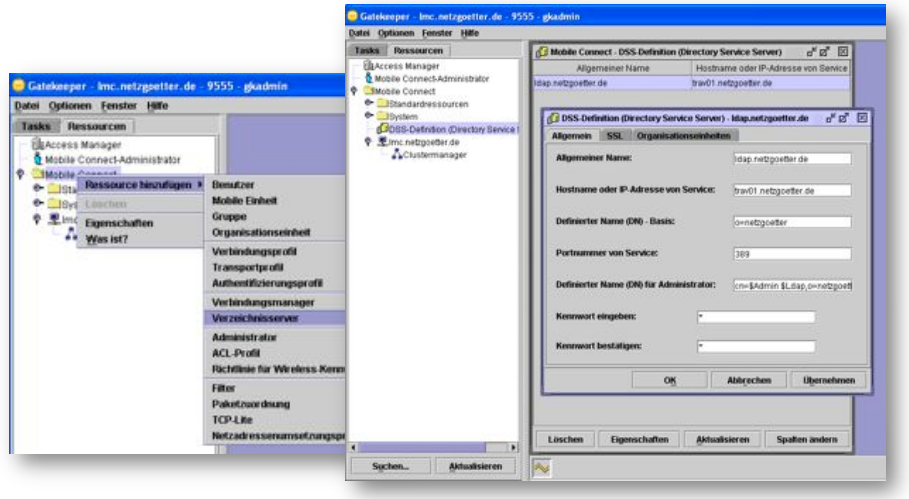 Gatekeeper - lmc.netzgoetter.de - 9555 - gkadmin
Datei Optionen Fenster Hilfe
Tasks Ressourcen
Access Manager
Mobile Connect-Administrator
Mobile Connect
Ressource hinzufügen
Löschen
Eigenschaften
Was ist?
Benutzer
Mobile Einheit
Gruppe
Organisationseinheit
Verbindungsprofil
Transportprofil
Authentifizierungsprofil
Verbindungsmanager
Verzeichnisserver
Administrator
ACL-Profil
Richtlinie für Wireless-Kenn
Filter
Paketzuordnung
TCP-Lite
Netzadressenumsetzungspr
Gatekeeper - lmc.netzgoetter.de - 9555 - gkadmin
Datei Optionen Fenster Hilfe
Tasks Ressourcen
Access Manager
Mobile Connect-Administrator
Mobile Connect
Standardressourcen
System
DSS-Definition (Directory Service
lmc.netzgoetter.de
Clustermanager
Suchen... Aktualisieren
Mobile Connect - DSS-Definition (Directory Service Server)
Allgemeiner Name Hostname oder IP-Adresse von Service
ldap.netzgoetter.de trav01.netzgoetter.de
DSS-Definition (Directory Service Server) - ldap.netzgoetter.de
Allgemein SSL Organisationseinheiten
Allgemeiner Name: ldap.netzgoetter.de
Hostname oder IP-Adresse von Service: trav01.netzgoetter.de
Definierter Name (DN) - Basis: o=netzgoetter
Portnummer von Service: 389
Definierter Name (DN) für Administrator: cn=$Admin $Ldap,o=netzgoett
Kennwort eingeben: *
Kennwort bestätigen: *
OK Abbrechen Übernehmen
Löschen Eigenschaften Aktualisieren Spalten ändern